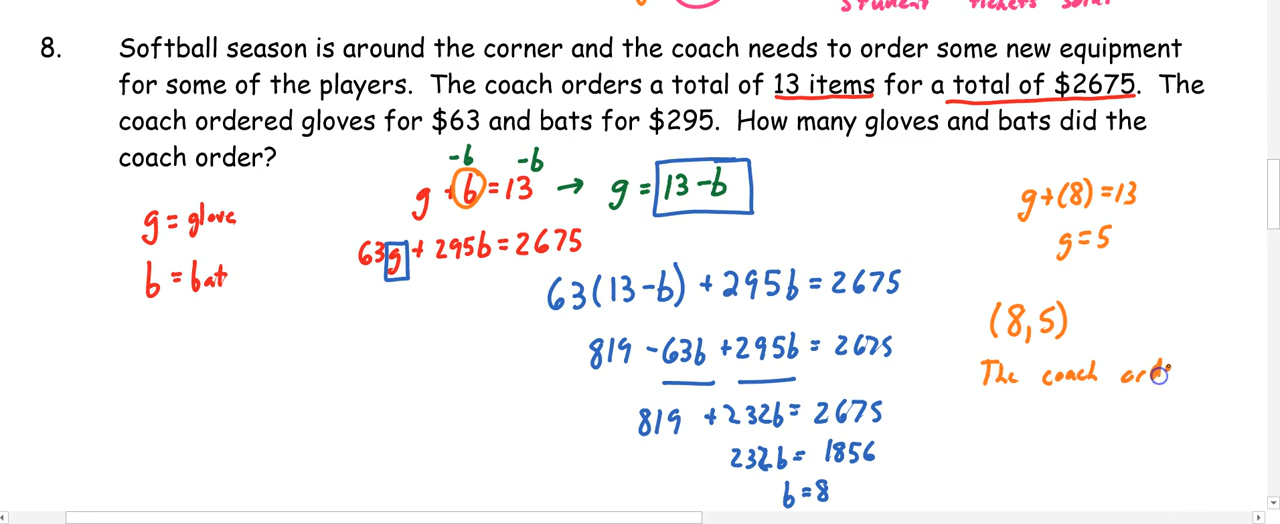 student tickets sold
8. Softball season is around the corner and the coach needs to order some new equipment
for some of the players. The coach orders a total of 13 items for a total of $2675. The
coach ordered gloves for $63 and bats for $295. How many gloves and bats did the
coach order?
-b -b
g + b = 13 → g = 13 - b
g = glove
b = bat
63g + 295b = 2675
63(13-b) + 295b = 2675
819 - 63b + 295b = 2675
819 + 232b = 2675
232b = 1856
b = 8
g + (8) = 13
g = 5
(8,5)
The coach ord